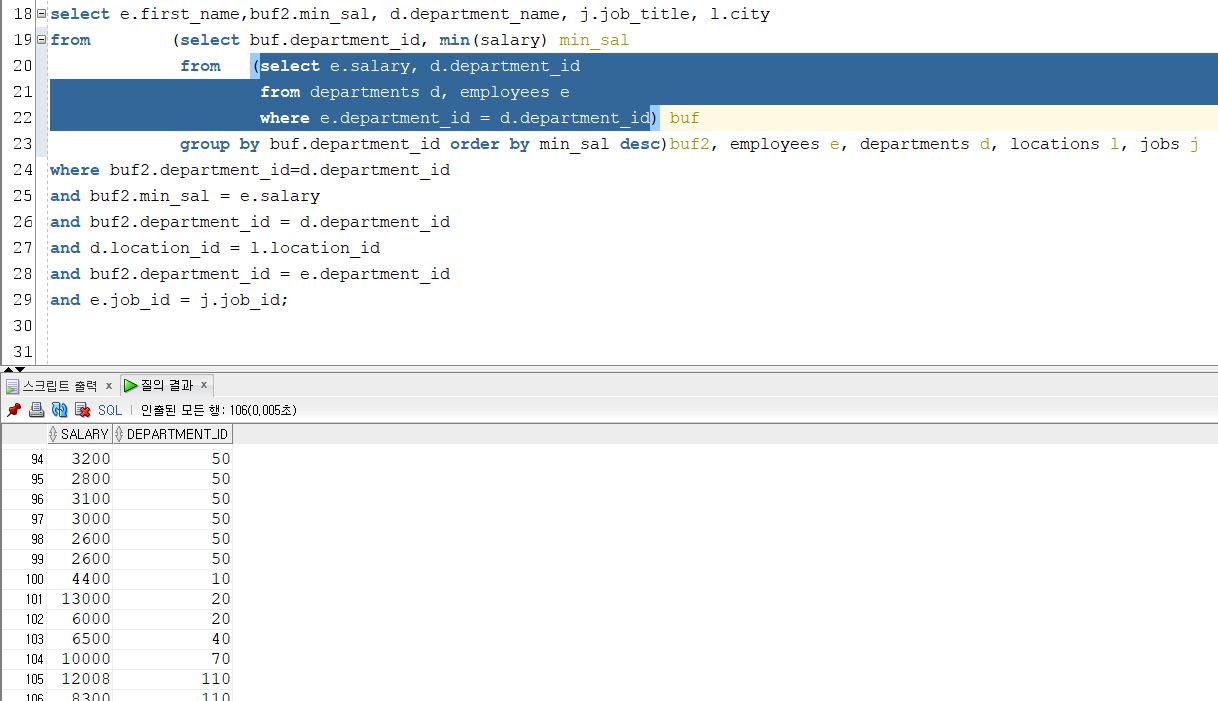 18 select e.first_name,buf2.min_sal, d.department_name, j.job_title, l.city
19 from (select buf.department_id, min(salary) min_sal
20 from (select e.salary, d.department_id
21 from departments d, employees e
22 where e.department_id = d.department_id) buf
23 group by buf.department_id order by min_sal desc)buf2, employees e, departments d, locations l, jobs j
24 where buf2.department_id=d.department_id
25 and buf2.min_sal = e.salary
26 and buf2.department_id = d.department_id
27 and d.location_id = l.location_id
28 and buf2.department_id = e.department_id
29 and e.job_id = j.job_id;
30
31
스크립트 출력 x 질의 결과 x
SQL | 인출된 모든 행: 106(0,005초)
SALARY DEPARTMENT_ID
94 3200 50
95 2800 50
96 3100 50
97 3000 50
98 2600 50
99 2600 50
100 4400 10
101 13000 20
102 6000 20
103 6500 40
104 10000 70
105 12008 110
106 8300 110